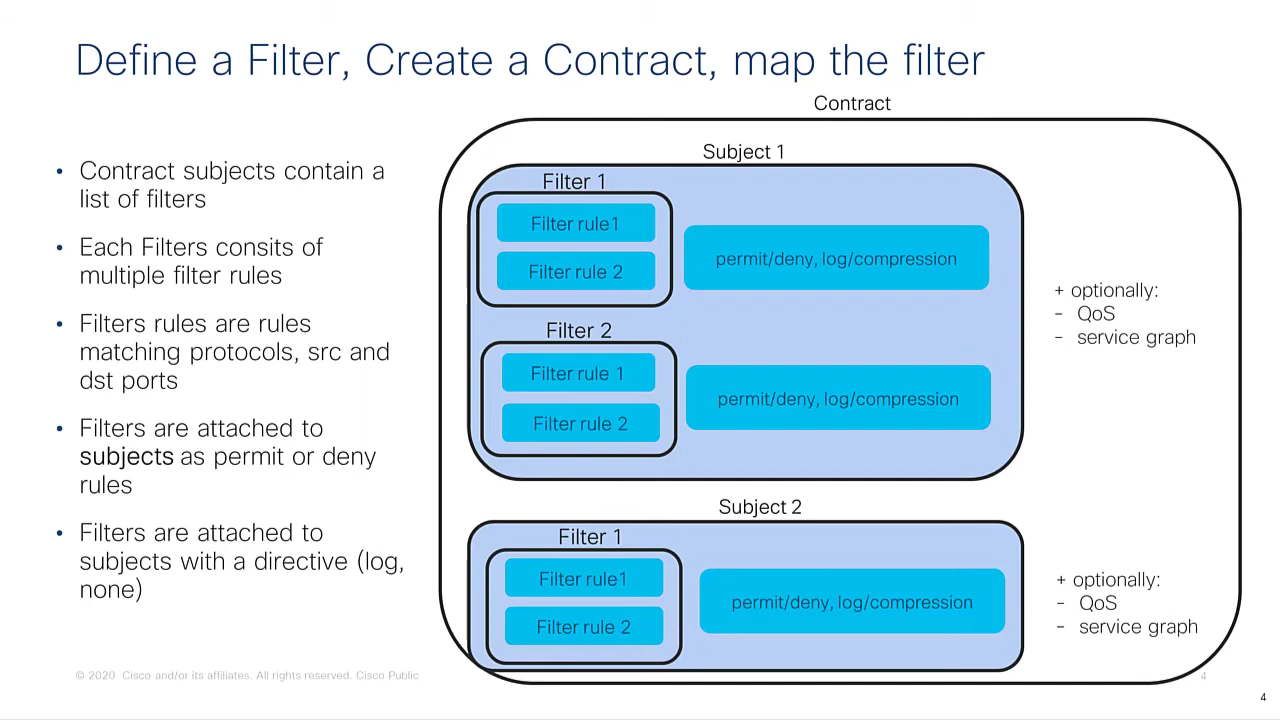 Define a Filter, Create a Contract, map the filter
• Contract subjects contain a
list of filters
• Each Filters consits of
multiple filter rules
• Filters rules are rules
matching protocols, src and
dst ports
• Filters are attached to
subjects as permit or deny
rules
• Filters are attached to
subjects with a directive (log,
none)
Contract
Subject 1
Filter 1
Filter rule1
Filter rule 2
permit/deny, log/compression
Filter 2
Filter rule 1
Filter rule 2
permit/deny, log/compression
+ optionally:
- QoS
- service graph
Subject 2
Filter 1
Filter rule1
Filter rule 2
permit/deny, log/compression
+ optionally:
- QoS
- service graph
© 2020 Cisco and/or its affiliates. All rights reserved. Cisco Public
4
4